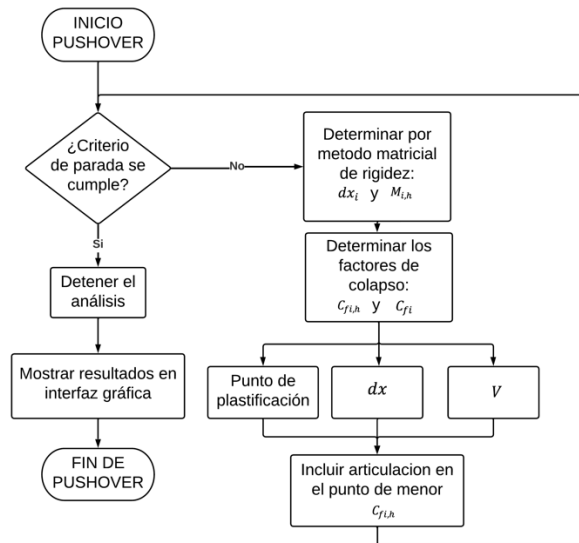 INICIO
PUSHOVER
¿Criterio
de parada se
cumple?
No
Si
Detener el
análisis
Mostrar resultados en
interfaz gráfica
FIN DE
PUSHOVER
Determinar por
metodo matricial
de rigidez:
dx_i y M_{i,h}
Determinar los
factores de
colapso:
C_{fi,h} y C_{fi}
Punto de
plastificación
dx
V
Incluir articulacion en
el punto de menor
C_{fi,h}